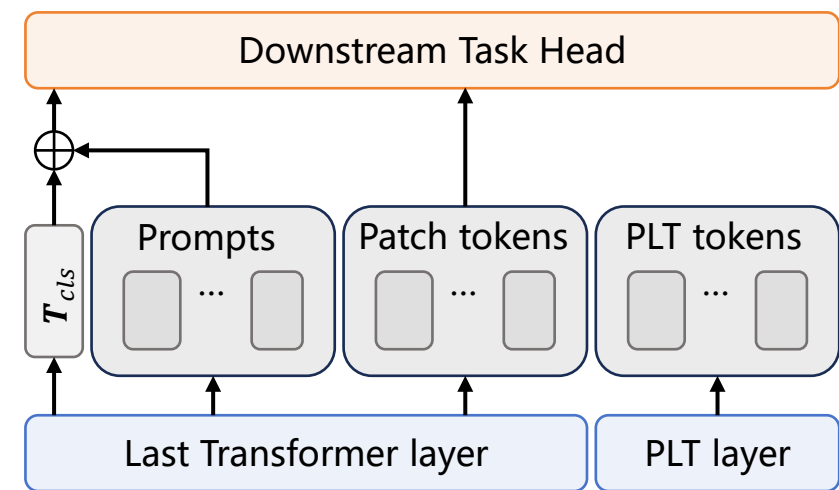 Downstream Task Head
Prompts
Patch tokens
PLT tokens
T_cls
...
...
...
Last Transformer layer
PLT layer